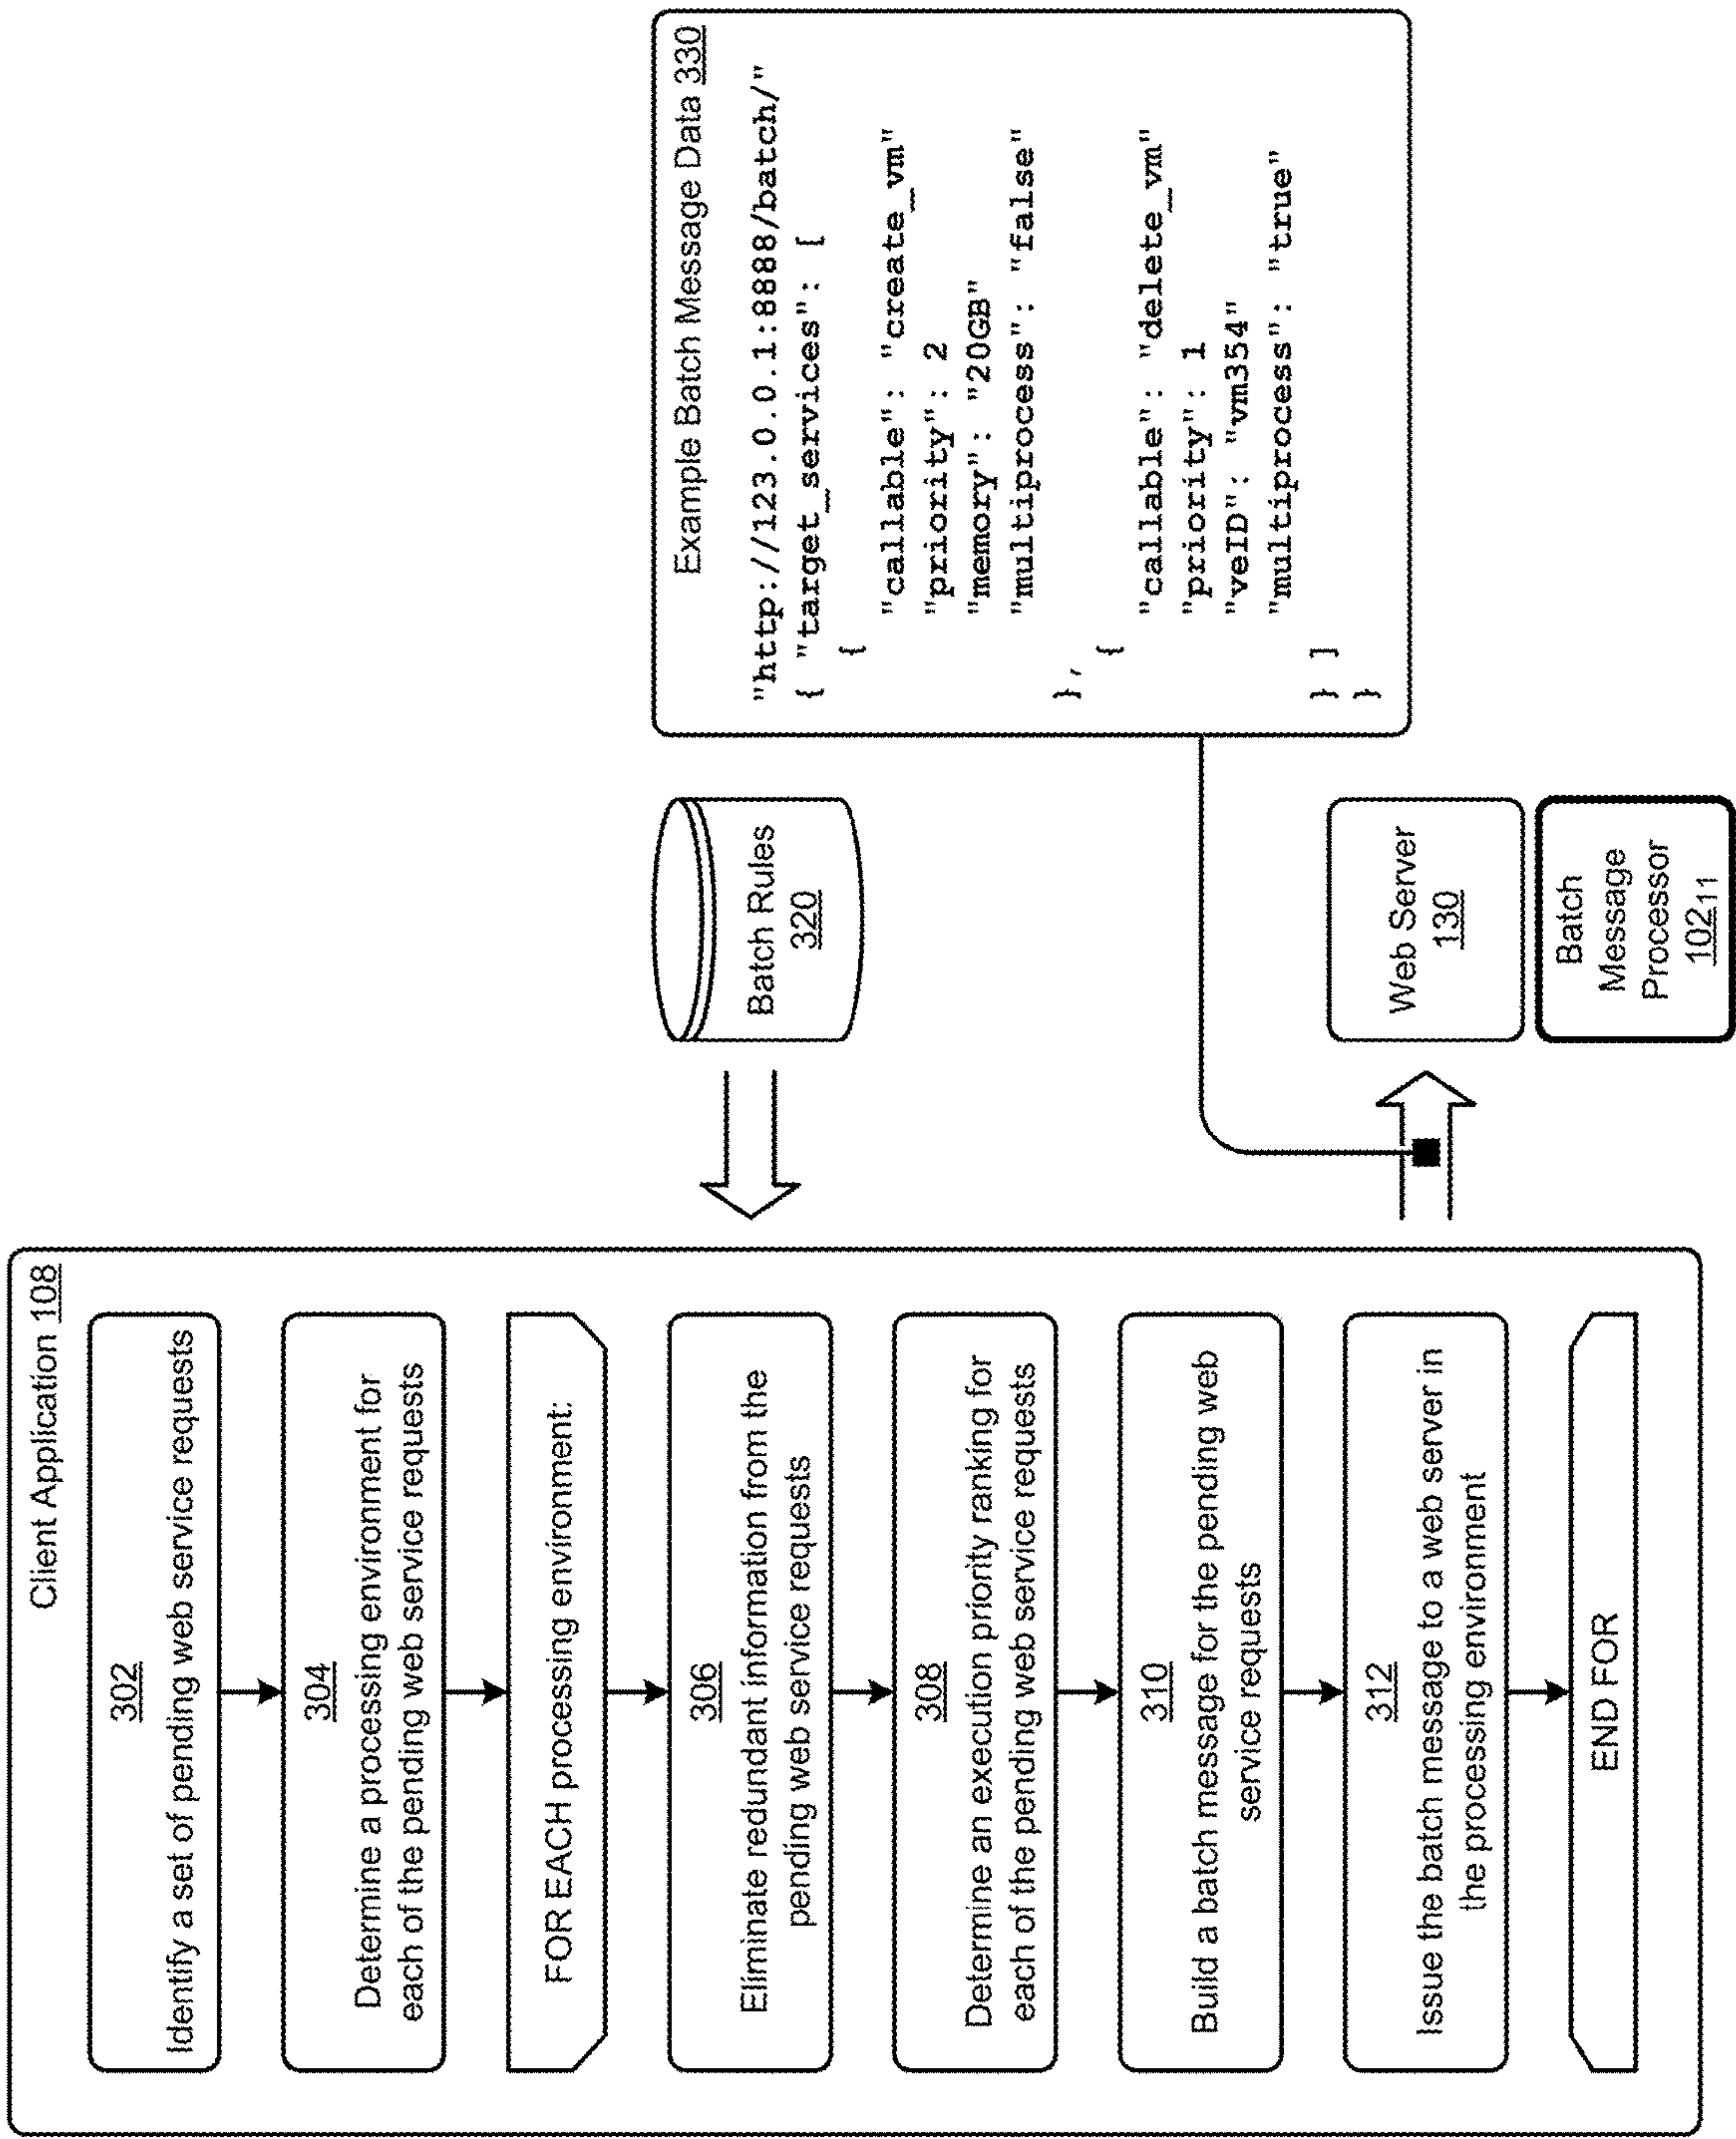 Client Application 108
302
Identify a set of pending web service requests
304
Determine a processing environment for
each of the pending web service requests
FOR EACH processing environment:
306
Eliminate redundant information from the
pending web service requests
308
Determine an execution priority ranking for
each of the pending web service requests
310
Build a batch message for the pending web
service requests
312
Issue the batch message to a web server in
the processing environment
END FOR
Batch Rules
320
Web Server
130
Batch
Message
Processor
102₁₁
Example Batch Message Data 330
"http://123.0.0.1:8888/batch/"
{ "target_services": [
{
"callable": "create_vm"
"priority": 2
"memory": "20GB"
"multiprocess": "false"
},
{
"callable": "delete_vm"
"priority": 1
"veID": "vm354"
"multiprocess": "true"
} ]
}